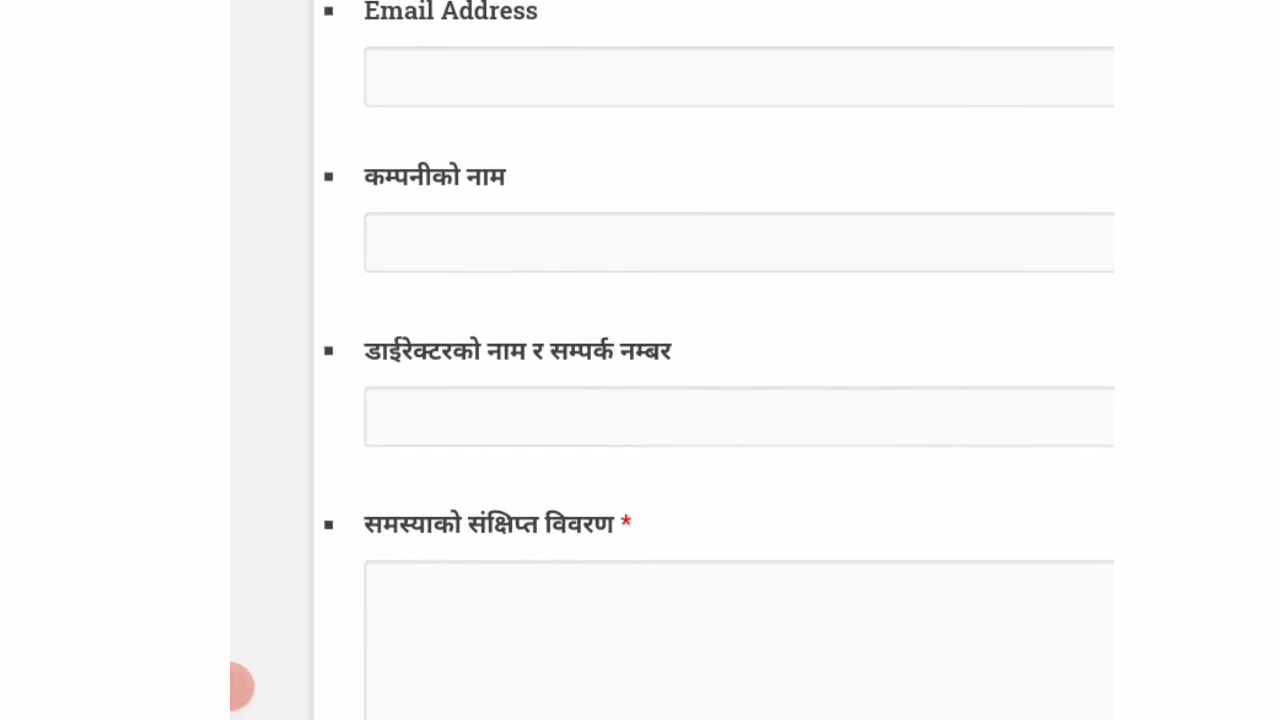 Email Address
कम्पनीको नाम
डाईरेक्टरको नाम र सम्पर्क नम्बर
समस्याको संक्षिप्त विवरण *